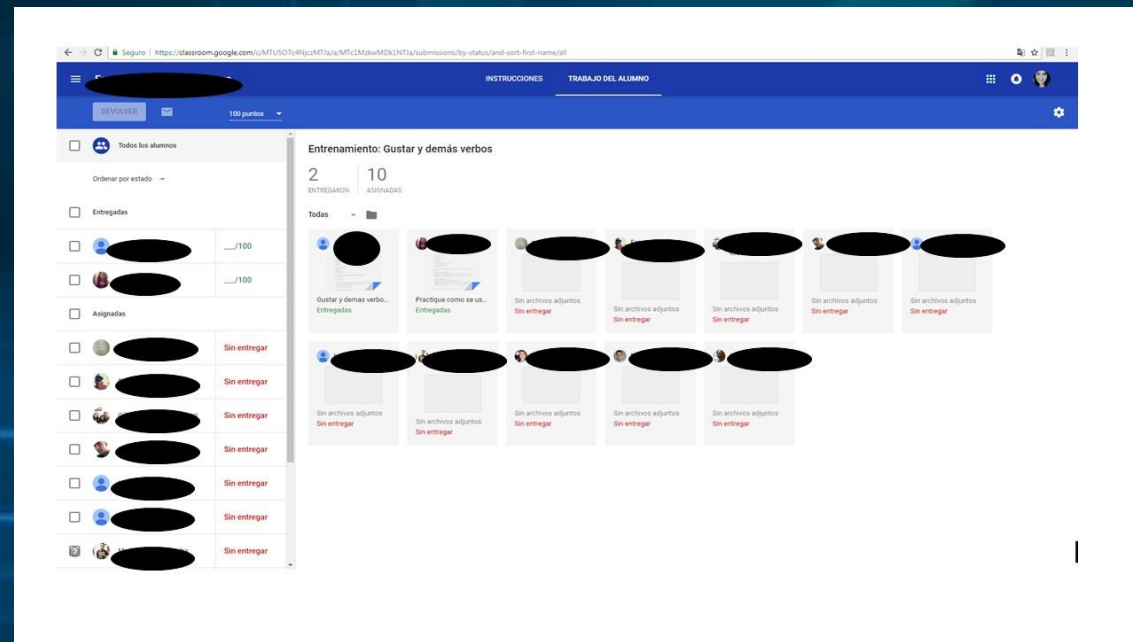 Seguro | https://classroom.google.com/c/MTU5OTc4NjczMTJa/a/MTc1MzkwMDk1NTJa/submissions/by-status/and-sort-first-name/all
INSTRUCCIONES TRABAJO DEL ALUMNO
DEVOLVER 100 puntos
Todos los alumnos
Ordenar por estado
Entregadas
__/100
__/100
Asignadas
Sin entregar
Sin entregar
Sin entregar
Sin entregar
Sin entregar
Sin entregar
Sin entregar
Entrenamiento: Gustar y demás verbos
2 10
ENTREGARON ASIGNADAS
Todas
Gustar y demas verbo...
Entregadas
Practique como se us...
Entregadas
Sin archivos adjuntos
Sin entregar
Sin archivos adjuntos
Sin entregar
Sin archivos adjuntos
Sin entregar
Sin archivos adjuntos
Sin entregar
Sin archivos adjuntos
Sin entregar
Sin archivos adjuntos
Sin entregar
Sin archivos adjuntos
Sin entregar
Sin archivos adjuntos
Sin entregar
Sin archivos adjuntos
Sin entregar
Sin archivos adjuntos
Sin entregar